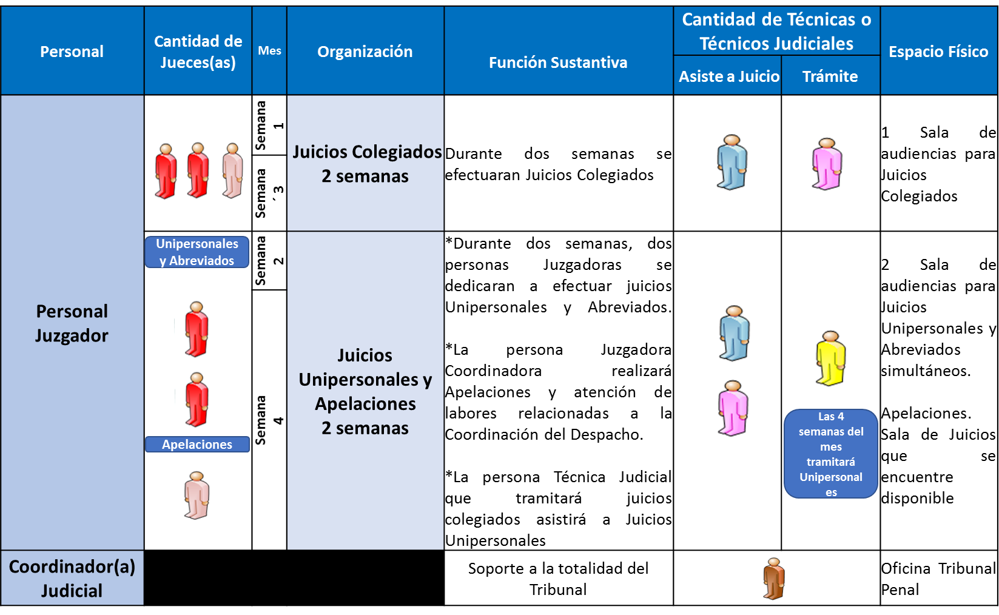 Personal
Cantidad de
Jueces(as)
Mes
Organización
Función Sustantiva
Cantidad de Técnicas o
Técnicos Judiciales
Asiste a Juicio
Trámite
Espacio Físico
Personal
Juzgador
Semana
1
Semana
´3
Juicios Colegiados
2 semanas
Durante dos semanas se
efectuaran Juicios Colegiados
1 Sala de
audiencias para
Juicios
Colegiados
Unipersonales
y Abreviados
Apelaciones
Semana
2
Semana
4
Juicios
Unipersonales y
Apelaciones
2 semanas
*Durante dos semanas, dos
personas Juzgadoras se
dedicaran a efectuar juicios
Unipersonales y Abreviados.
*La persona Juzgadora
Coordinadora realizará
Apelaciones y atención de
labores relacionadas a la
Coordinación del Despacho.
*La persona Técnica Judicial
que tramitará juicios
colegiados asistirá a Juicios
Unipersonales
Las 4
semanas del
mes
tramitará
Unipersonal
es
2 Sala de
audiencias para
Juicios
Unipersonales y
Abreviados
simultáneos.
Apelaciones.
Sala de Juicios
que se
encuentre
disponible
Coordinador(a)
Judicial
Soporte a la totalidad del
Tribunal
Oficina Tribunal
Penal